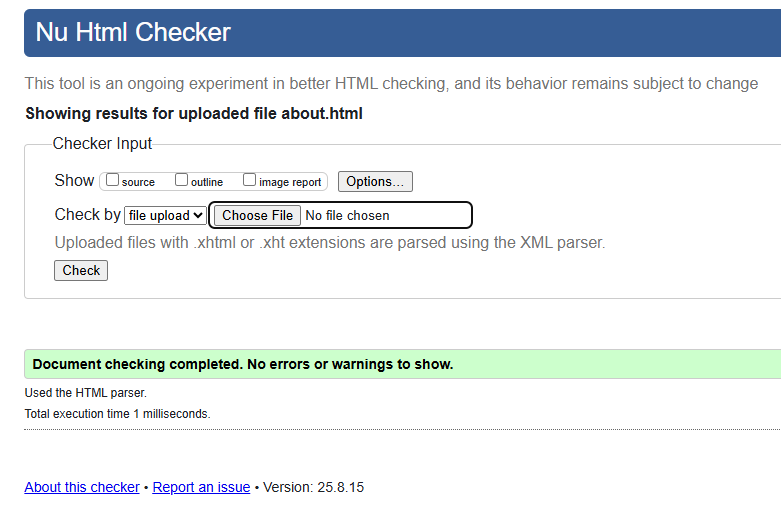 Nu Html Checker
This tool is an ongoing experiment in better HTML checking, and its behavior remains subject to change
Showing results for uploaded file about.html
Checker Input
Show source outline image report Options...
Check by file upload Choose File No file chosen
Uploaded files with .xhtml or .xht extensions are parsed using the XML parser.
Check
Document checking completed. No errors or warnings to show.
Used the HTML parser.
Total execution time 1 milliseconds.
About this checker • Report an issue • Version: 25.8.15